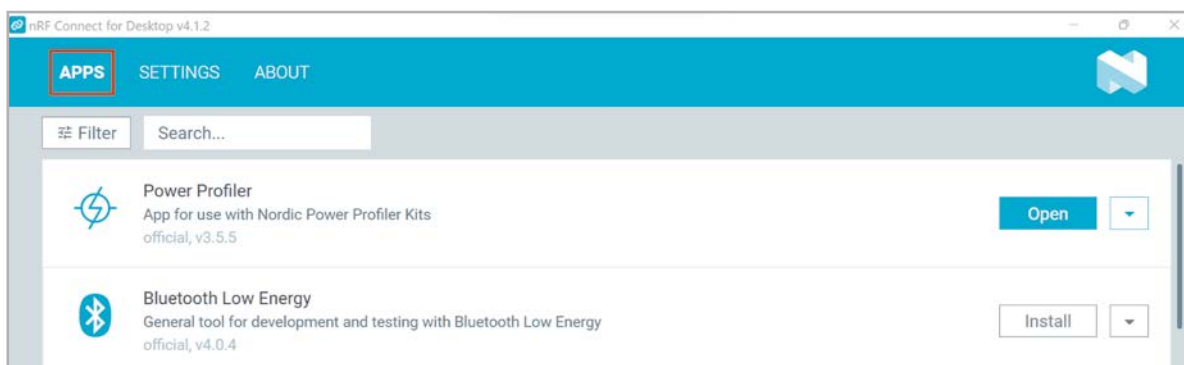 nRF Connect for Desktop v4.1.2
APPS SETTINGS ABOUT
Filter Search...
Power Profiler
App for use with Nordic Power Profiler Kits
official, v3.5.5
Open
Bluetooth Low Energy
General tool for development and testing with Bluetooth Low Energy
official, v4.0.4
Install